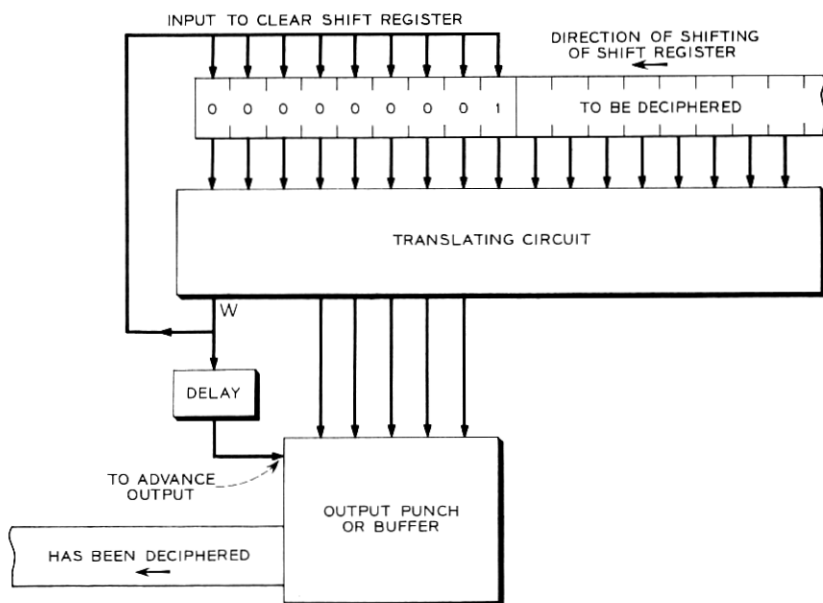 INPUT TO CLEAR SHIFT REGISTER
DIRECTION OF SHIFTING
OF SHIFT REGISTER
0 0 0 0 0 0 0 0 1
TO BE DECIPHERED
TRANSLATING CIRCUIT
W
DELAY
TO ADVANCE
OUTPUT
OUTPUT PUNCH
OR BUFFER
HAS BEEN DECIPHERED